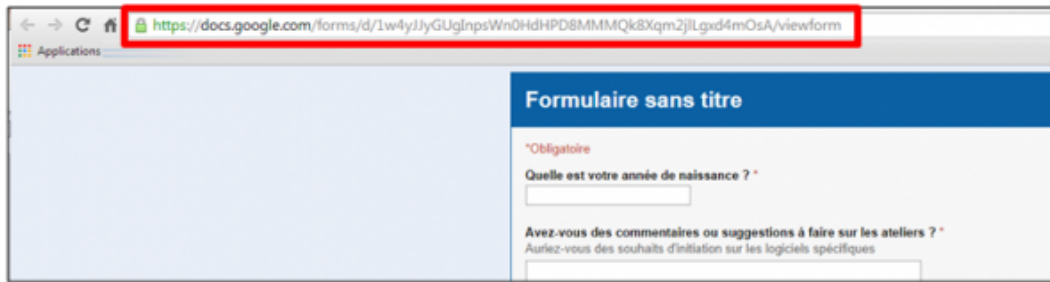 https://docs.google.com/forms/d/1w4yJJyGUgInpsWn0HdHPD8MMMQk8Xqm2jlLgxd4mOsA/viewform
Applications
Formulaire sans titre
*Obligatoire
Quelle est votre année de naissance ? *
Avez-vous des commentaires ou suggestions à faire sur les ateliers ? *
Auriez-vous des souhaits d'initiation sur les logiciels spécifiques